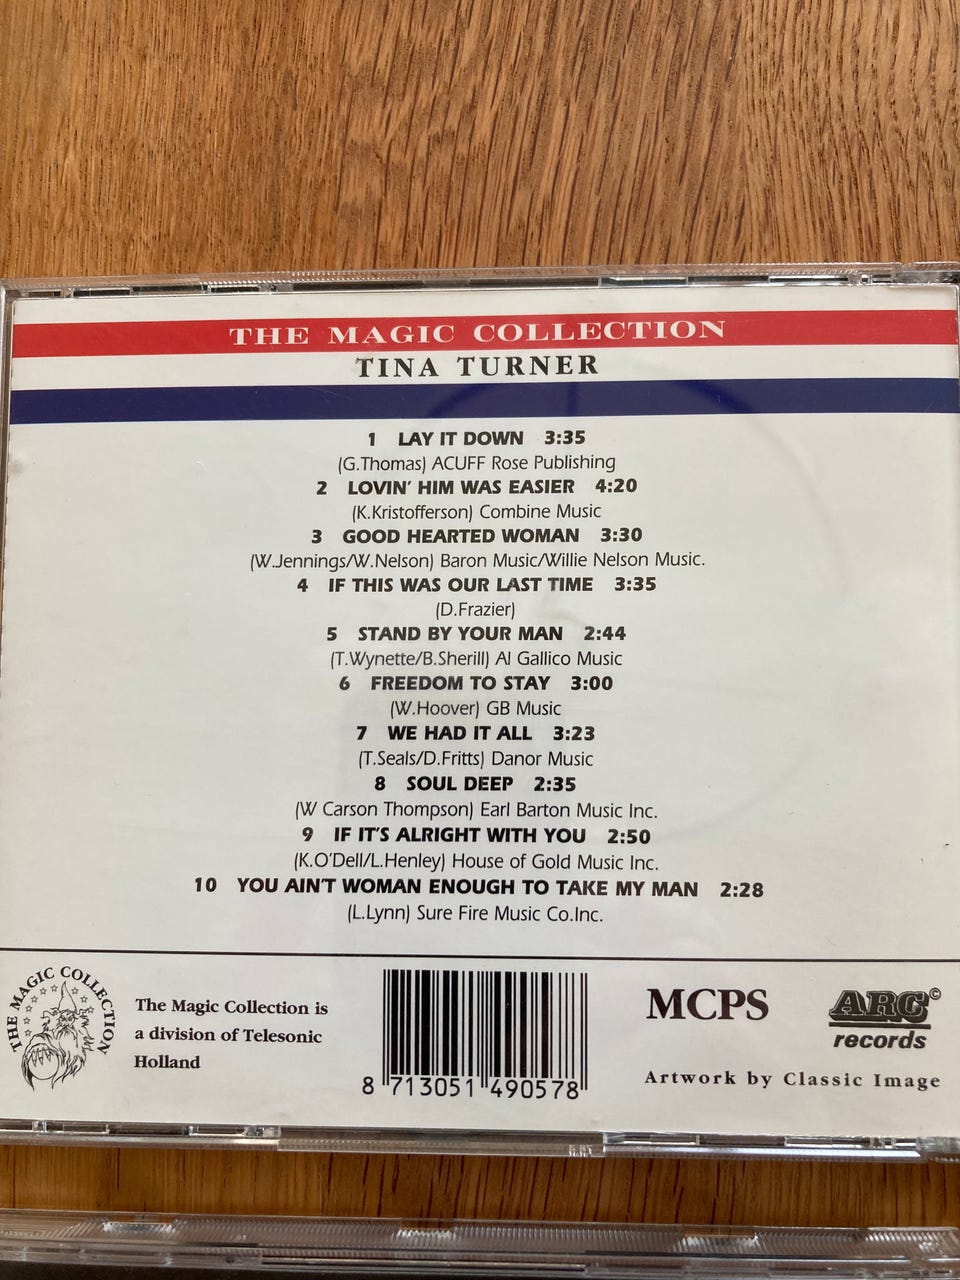 THE MAGIC COLLECTION
TINA TURNER
1 LAY IT DOWN 3:35
(G.Thomas) ACUFF Rose Publishing
2 LOVIN' HIM WAS EASIER 4:20
(K.Kristofferson) Combine Music
3 GOOD HEARTED WOMAN 3:30
(W.Jennings/W.Nelson) Baron Music/Willie Nelson Music.
4 IF THIS WAS OUR LAST TIME 3:35
(D.Frazier)
5 STAND BY YOUR MAN 2:44
(T.Wynette/B.Sherill) Al Gallico Music
6 FREEDOM TO STAY 3:00
(W.Hoover) GB Music
7 WE HAD IT ALL 3:23
(T.Seals/D.Fritts) Danor Music
8 SOUL DEEP 2:35
(W Carson Thompson) Earl Barton Music Inc.
9 IF IT'S ALRIGHT WITH YOU 2:50
(K.O'Dell/L.Henley) House of Gold Music Inc.
10 YOU AIN'T WOMAN ENOUGH TO TAKE MY MAN 2:28
(L.Lynn) Sure Fire Music Co.Inc.
THE MAGIC COLLECTION
The Magic Collection is
a division of Telesonic
Holland
8 713051 490578
MCPS
ARC©
records
Artwork by Classic Image